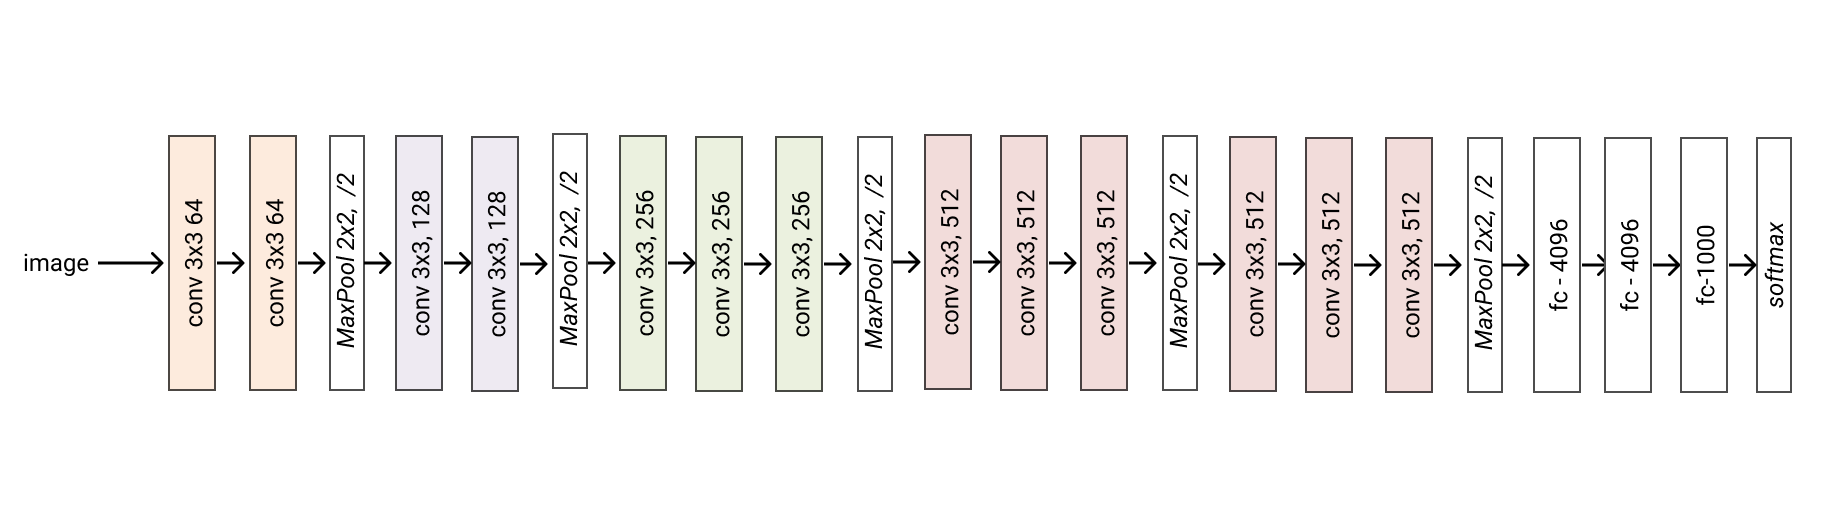 image
conv 3x3 64
conv 3x3 64
MaxPool 2x2, /2
conv 3x3, 128
conv 3x3, 128
MaxPool 2x2, /2
conv 3x3, 256
conv 3x3, 256
conv 3x3, 256
MaxPool 2x2, /2
conv 3x3, 512
conv 3x3, 512
conv 3x3, 512
MaxPool 2x2, /2
conv 3x3, 512
conv 3x3, 512
conv 3x3, 512
MaxPool 2x2, /2
fc - 4096
fc - 4096
fc-1000
softmax